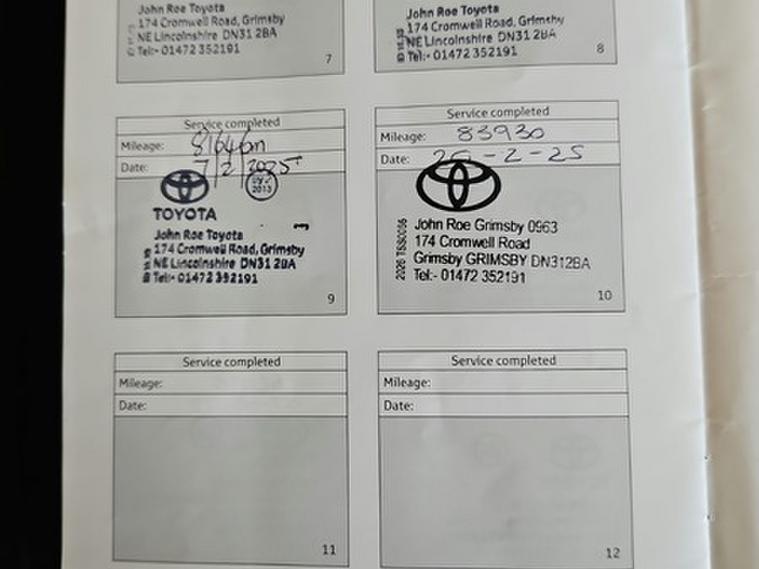 John Roe Toyota
174 Cromwell Road, Grimsby
NE Lincolnshire DN31 2BA
Tel:- 01472 352191
7
John Roe Toyota
174 Cromwell Road, Grimsby
NE Lincolnshire DN31 2BA
Tel:- 01472 352191
8
Service completed
Mileage:
Date: 7/2/
TOYOTA
John Roe Toyota
174 Cromwell Road, Grimsby
NE Lincolnshire DN31 2BA
Tel:- 01472 352191
9
Service completed
Mileage: 83930
Date: -2-25
John Roe Grimsby 0963
174 Cromwell Road
Grimsby GRIMSBY DN312BA
Tel:- 01472 352191
10
Service completed
Mileage:
Date:
11
Service completed
Mileage:
Date:
12